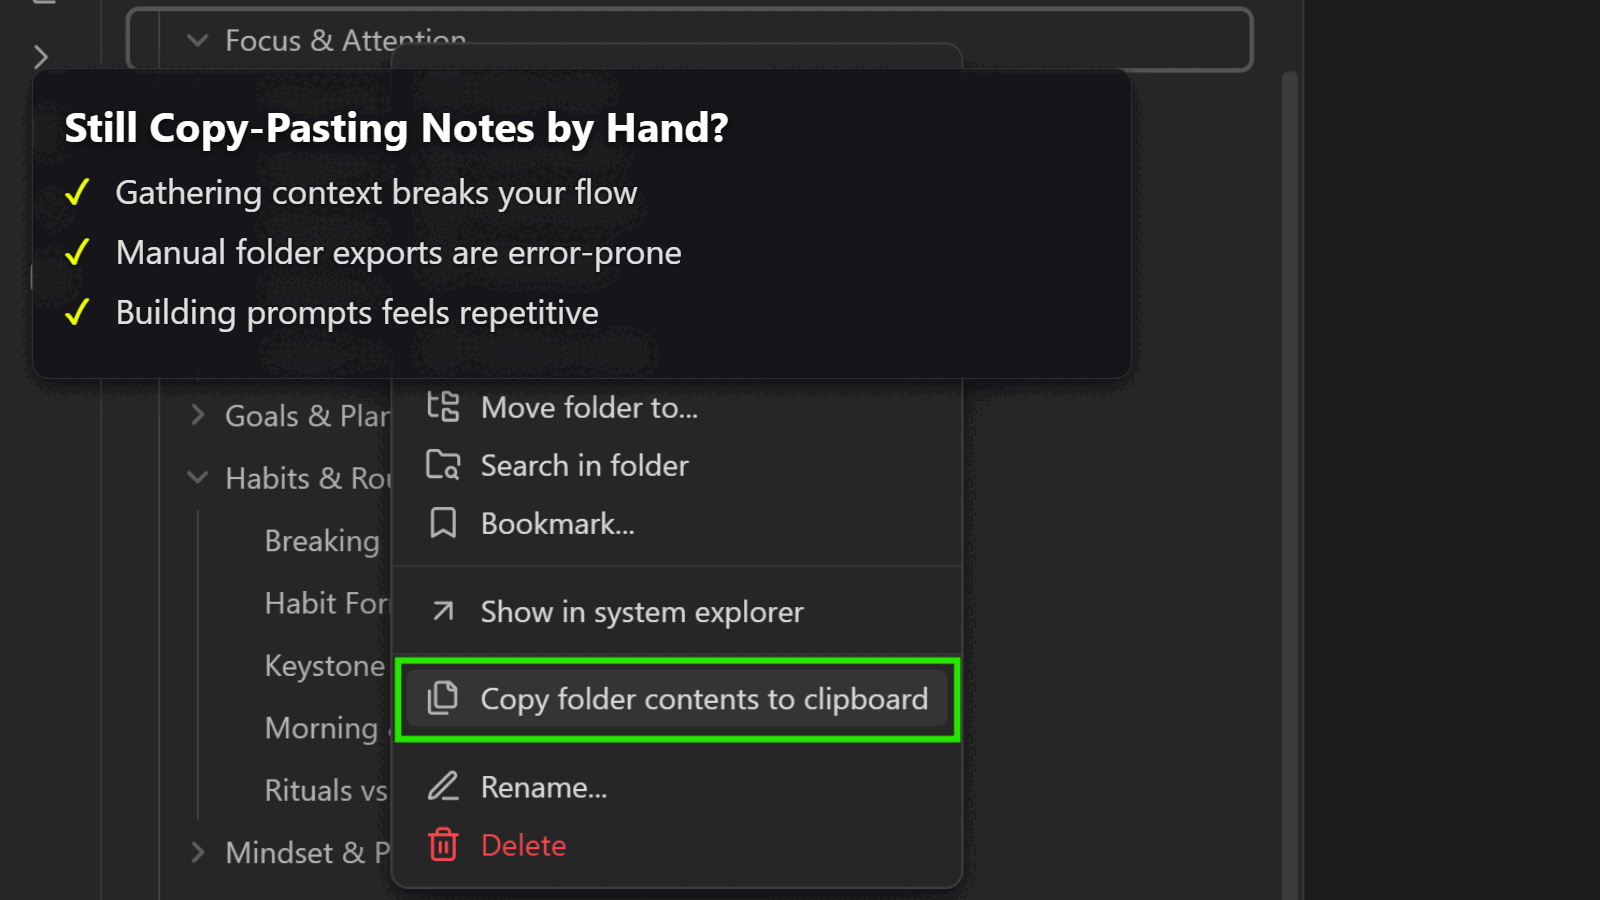 Focus & Attention
Still Copy-Pasting Notes by Hand?
✓ Gathering context breaks your flow
✓ Manual folder exports are error-prone
✓ Building prompts feels repetitive
Move folder to...
Goals & Plan
Search in folder
Habits & Rou
Bookmark...
Breaking
Habit For
Show in system explorer
Keystone
Copy folder contents to clipboard
Morning
Rituals vs
Rename...
Mindset & P
Delete